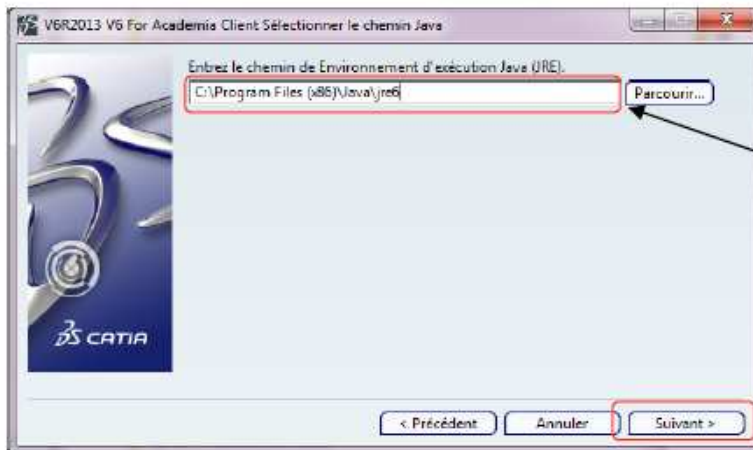 V6R2013 V6 For Academia Client Sélectionner le chemin Java
Entrez le chemin de Environnement d'exécution Java (JRE).
C:\Program Files (x86)\Java\jre6
Parcourir...
CATIA
< Précédent
Annuler
Suivant >